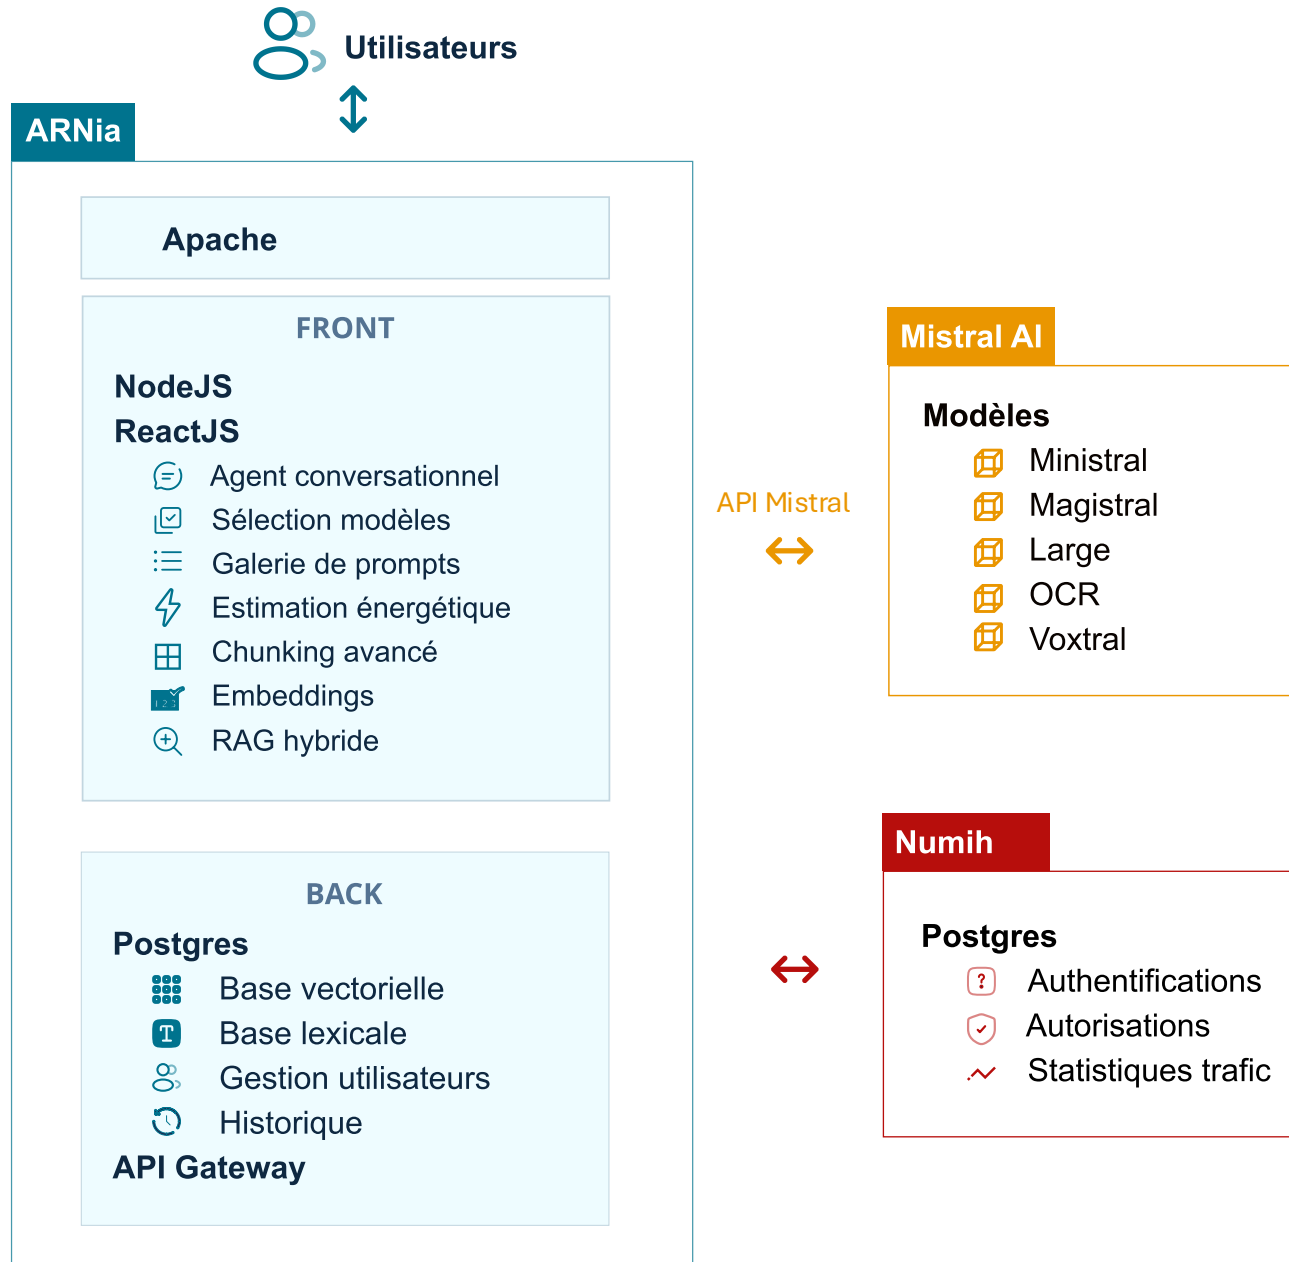 Utilisateurs
ARNia
Apache
FRONT
NodeJS
ReactJS
Agent conversationnel
Sélection modèles
Galerie de prompts
Estimation énergétique
Chunking avancé
Embeddings
RAG hybride
BACK
Postgres
Base vectorielle
Base lexicale
Gestion utilisateurs
Historique
API Gateway
API Mistral
Mistral AI
Modèles
Ministral
Magistral
Large
OCR
Voxtral
Numih
Postgres
Authentifications
Autorisations
Statistiques trafic